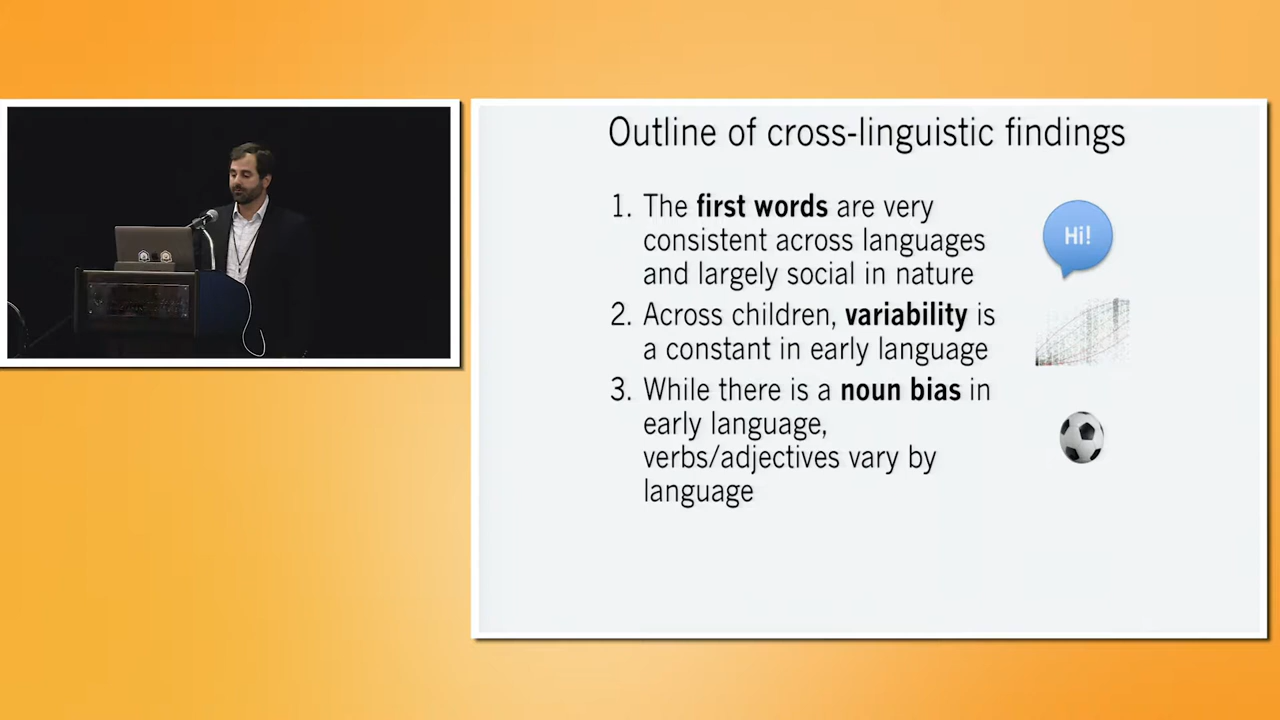 Outline of cross-linguistic findings
1. The first words are very
consistent across languages
and largely social in nature
Hi!
2. Across children, variability is
a constant in early language
3. While there is a noun bias in
early language,
verbs/adjectives vary by
language